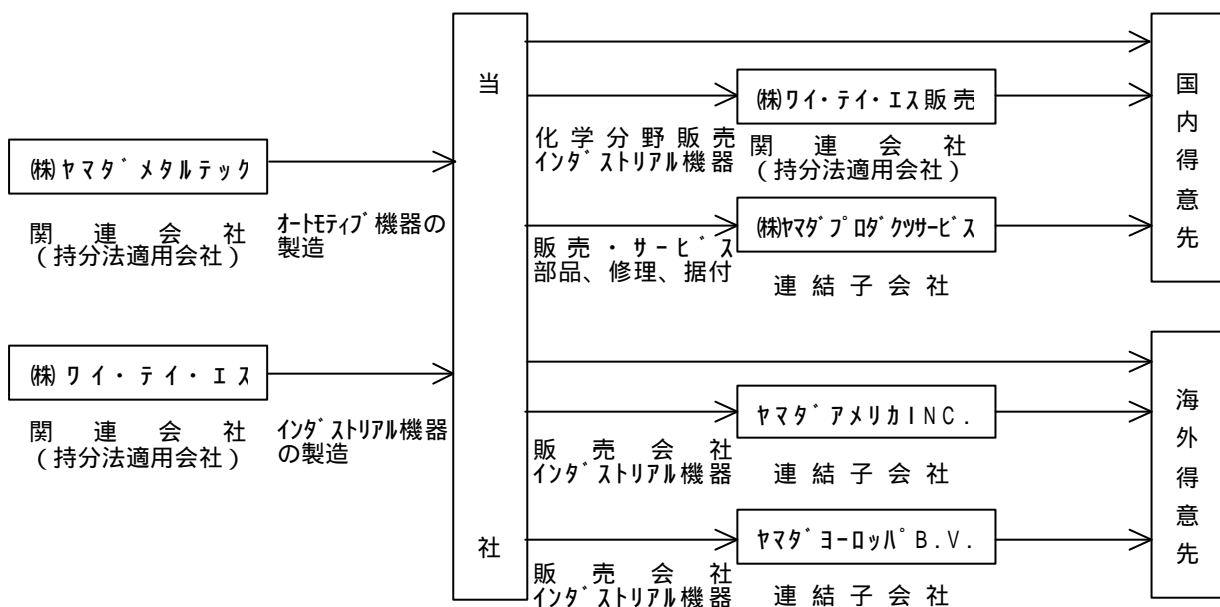 当社
国内得意先
㈱ワイ・テイ・エス販売
化学分野販売
インダストリアル機器
関連会社
(持分法適用会社)
㈱ヤマダメタルテック
関連会社
(持分法適用会社)
オートモティブ機器の
製造
㈱ヤマダプロダクツサービス
販売・サービス
部品、修理、据付
連結子会社
㈱ワイ・テイ・エス
関連会社
(持分法適用会社)
インダストリアル機器
の製造
海外得意先
ヤマダアメリカINC.
販売会社
インダストリアル機器
連結子会社
ヤマダヨーロッパB.V.
販売会社
インダストリアル機器
連結子会社